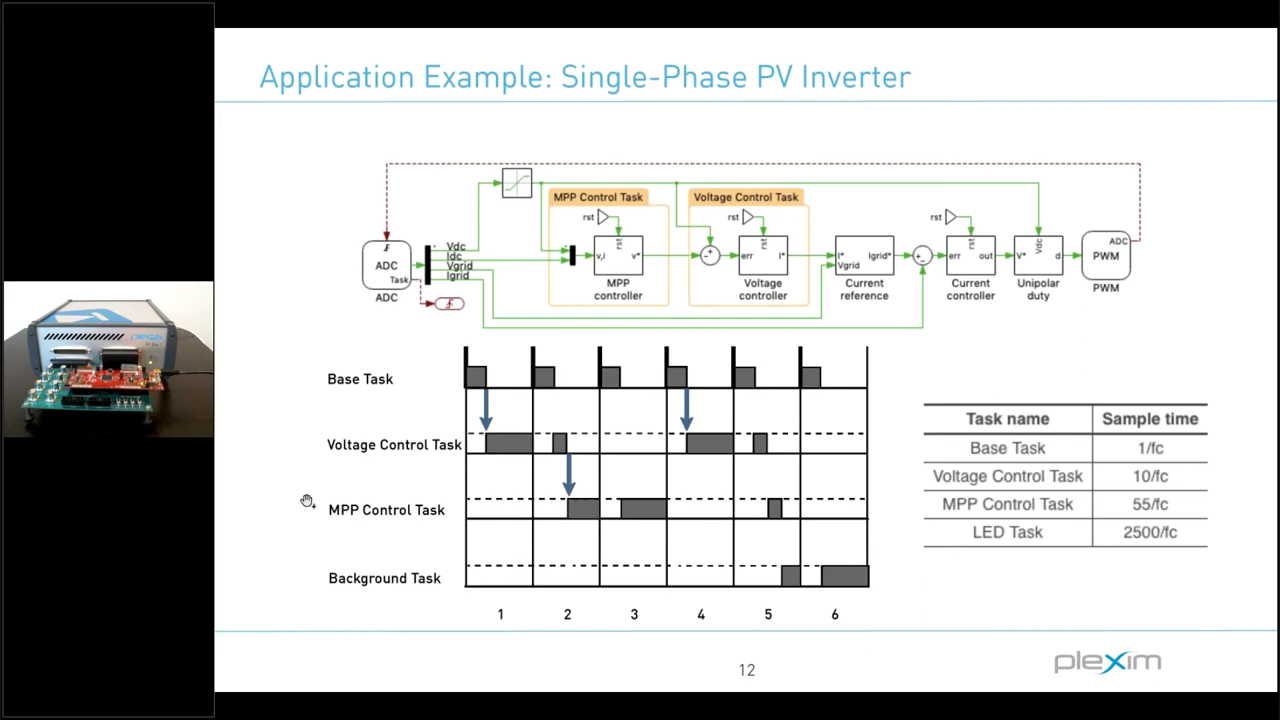 Application Example: Single-Phase PV Inverter
MPP Control Task
Voltage Control Task
rst
rst
rst
ADC
Task
ADC
Vdc
Idc
Vgrid
Igrid
rst
v,i
v*
MPP
controller
rst
err
I*
Voltage
controller
I*
Vgrid
Igrid*
Current
reference
rst
err
out
Current
controller
Vdc
V*
d
Unipolar
duty
ADC
PWM
PWM
Base Task
Voltage Control Task
MPP Control Task
Background Task
1 2 3 4 5 6
Task name Sample time
Base Task 1/fc
Voltage Control Task 10/fc
MPP Control Task 55/fc
LED Task 2500/fc
12
plexim